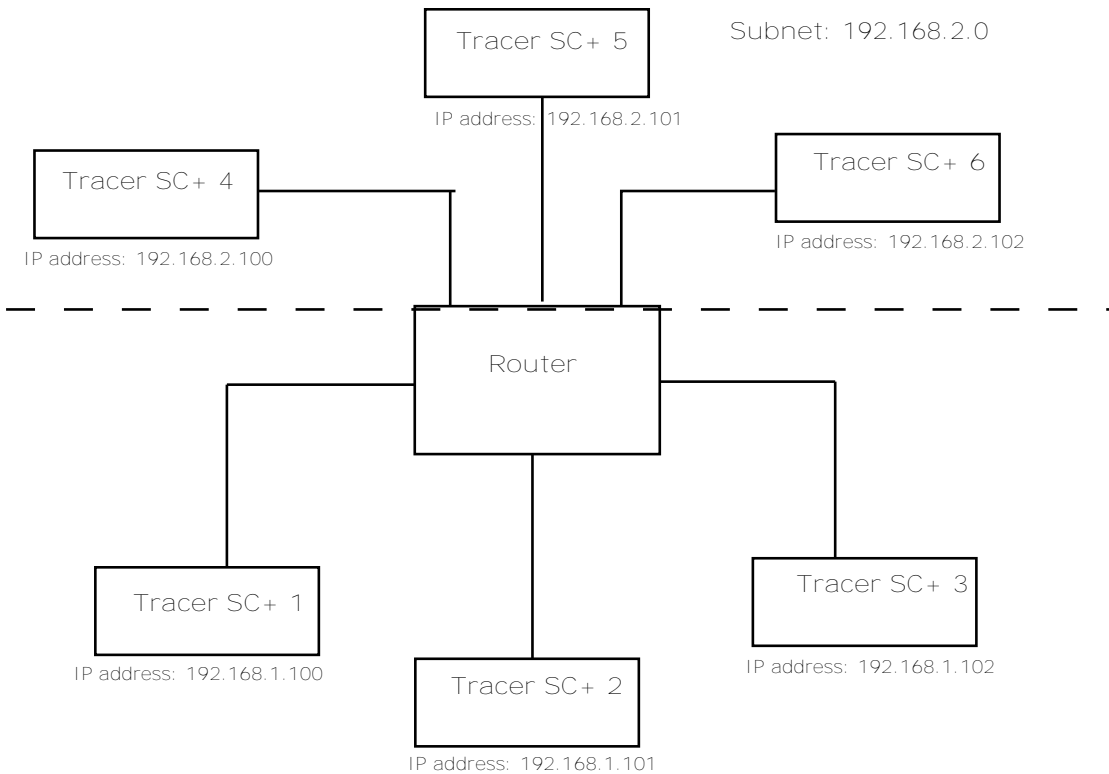 Tracer SC+ 5
Subnet: 192.168.2.0
IP address: 192.168.2.101
Tracer SC+ 4
IP address: 192.168.2.100
Tracer SC+ 6
IP address: 192.168.2.102
Router
Tracer SC+ 1
IP address: 192.168.1.100
Tracer SC+ 3
IP address: 192.168.1.102
Tracer SC+ 2
IP address: 192.168.1.101